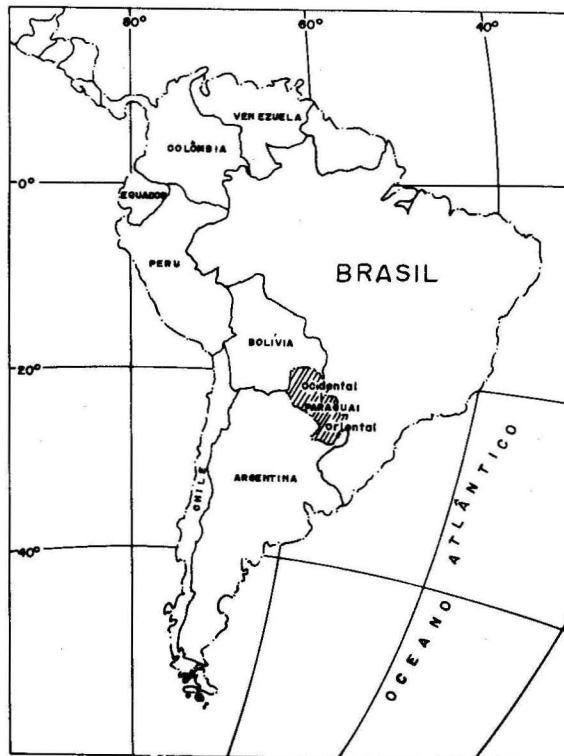 80°
60°
40°
VENEZUELA
COLÔMBIA
0°
EQUADOR
PERU
BRASIL
BOLÍVIA
20°
Ocidental
PARAGUAI
Oriental
ARGENTINA
CHILE
40°
OCEANO ATLÂNTICO